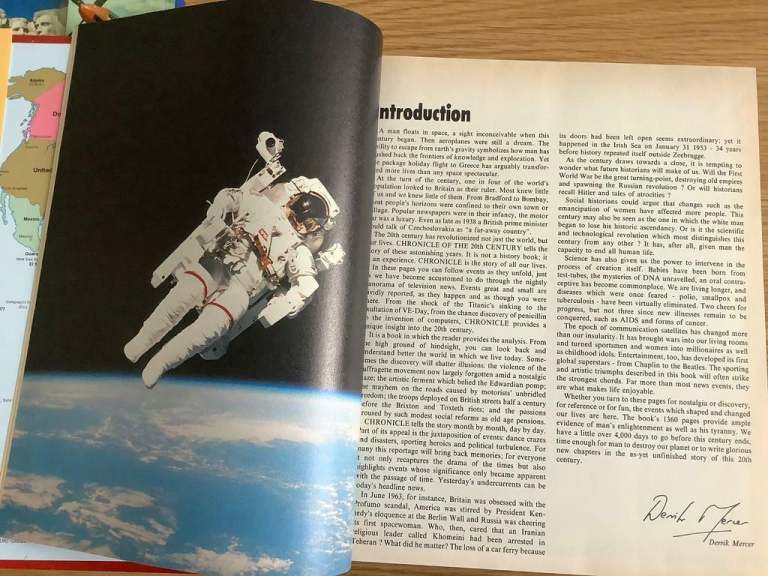 Introduction
A man floats in space, a sight inconceivable when this
century began. Then aeroplanes were still a dream. The
ability to escape from earth's gravity symbolizes how man has
pushed back the frontiers of knowledge and exploration. Yet
package holiday flight to Greece has arguably transfor-
more lives than any space spectacular.
At the turn of the century, one in four of the world's
population looked to Britain as their ruler. Most knew little
us and we knew little of them. From Bradford to Bombay,
most people's horizons were confined to their own town or
village. Popular newspapers were in their infancy, the motor
was a luxury. Even as late as 1938 a British prime minister
could talk of Czechoslovakia as "a far-away country".
The 20th century has revolutionized not just the world, but
lives. CHRONICLE OF THE 20th CENTURY tells the
story of these astonishing years. It is not a history book; it
an experience. CHRONICLE is the story of all our lives.
In these pages you can follow events as they unfold, just
we have become accustomed to do through the nightly
panorama of television news. Events great and small are
vividly reported, as they happen and as though you were
there. From the shock of the Titanic's sinking to the
exultation of VE-Day, from the chance discovery of penicillin
the invention of computers, CHRONICLE provides a
unique insight into the 20th century.
It is a book in which the reader provides the analysis. From
the high ground of hindsight, you can look back and
understand better the world in which we live today. Some-
times the discovery will shatter illusions: the violence of the
suffragette movement now largely forgotten amid a nostalgic
haze; the artistic ferment which belied the Edwardian pomp;
the mayhem on the roads caused by motorists' unbridled
freedom; the troops deployed on British streets half a century
before the Brixton and Toxteth riots; and the passions
roused by such modest social reforms as old age pensions.
CHRONICLE tells the story month by month, day by day.
Part of its appeal is the juxtaposition of events: dance crazes
and disasters, sporting heroics and political turbulence. For
many this reportage will bring back memories; for everyone
not only recaptures the drama of the times but also
highlights events whose significance only became apparent
with the passage of time. Yesterday's undercurrents can be
today's headline news.
In June 1963, for instance, Britain was obsessed with the
Profumo scandal, America was stirred by President Ken-
nedy's eloquence at the Berlin Wall and Russia was cheering
its first spacewoman. Who, then, cared that an Iranian
religious leader called Khomeini had been arrested in
Teheran ? What did he matter? The loss of a car ferry because
its doors had been left open seems extraordinary; yet it
happened in the Irish Sea on January 31 1953 - 34 years
before history repeated itself outside Zeebrugge.
As the century draws towards a close, it is tempting to
wonder what future historians will make of us. Will the First
World War be the great turning-point, destroying old empires
and spawning the Russian revolution ? Or will historians
recall Hitler and tales of atrocities ?
Social historians could argue that changes such as the
emancipation of women have affected more people. This
century may also be seen as the one in which the white man
began to lose his historic ascendancy. Or is it the scientific
and technological revolution which most distinguishes this
century from any other ? It has, after all, given man the
capacity to end all human life.
Science has also given us the power to intervene in the
process of creation itself. Babies have been born from
test-tubes, the mysteries of DNA unravelled, an oral contra-
ceptive has become commonplace. We are living longer, and
diseases which were once feared - polio, smallpox and
tuberculosis - have been virtually eliminated. Two cheers for
progress, but not three since new illnesses remain to be
conquered, such as AIDS and forms of cancer.
The epoch of communication satellites has changed more
than our insularity. It has brought wars into our living rooms
and turned sportsmen and women into millionaires as well
as childhood idols. Entertainment, too, has developed its first
global superstars - from Chaplin to the Beatles. The sporting
and artistic triumphs described in this book will often strike
the strongest chords. Far more than most news events, they
are what makes life enjoyable.
Whether you turn to these pages for nostalgia or discovery,
for reference or for fun, the events which shaped and changed
our lives are here. The book's 1360 pages provide ample
evidence of man's enlightenment as well as his tyranny. We
have a little over 4,000 days to go before this century ends,
time enough for man to destroy our planet or to write glorious
new chapters in the as-yet unfinished story of this 20th
century.
Derrik Mercer
Derrik Mercer